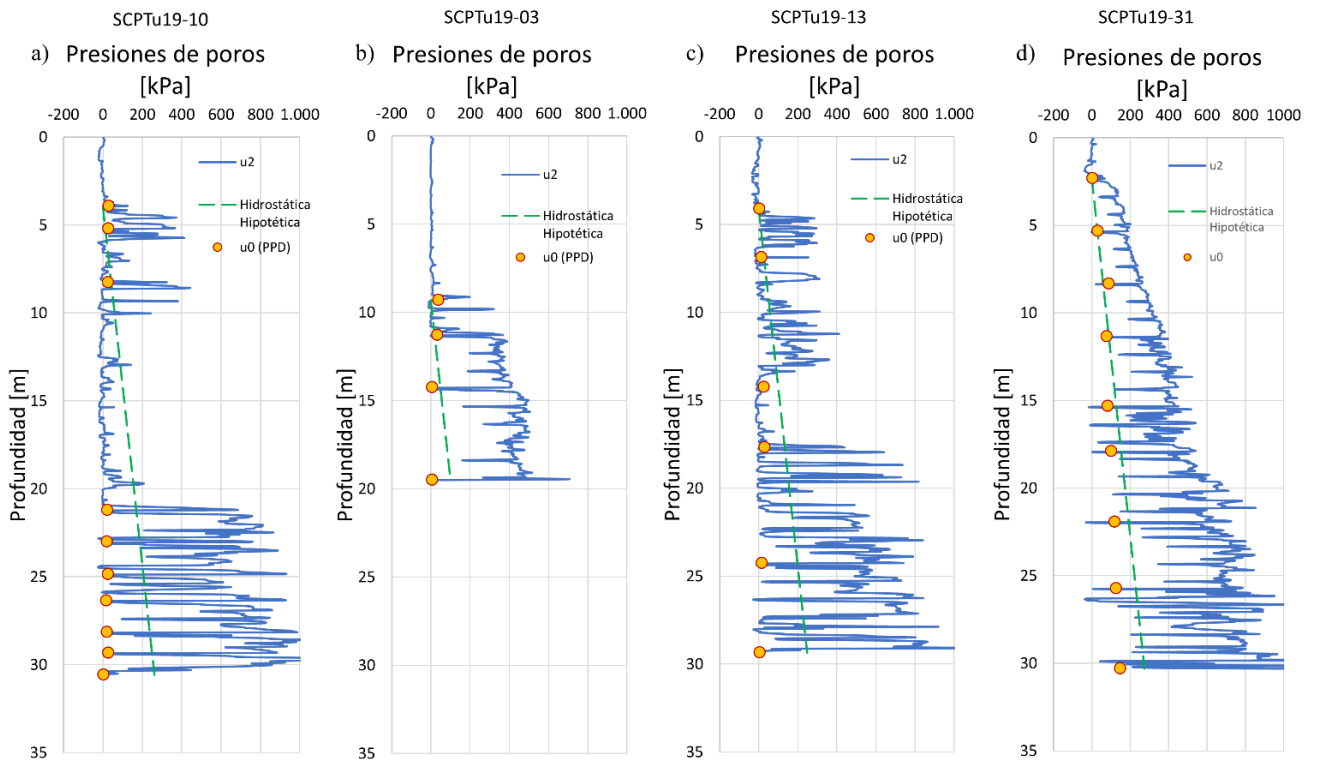 SCPTu19-10
a) Presiones de poros
[kPa]
-200 0 200 400 600 800 1.000
0
5
10
15
20
25
30
35
Profundidad [m]
u2
Hidrostática
Hipotética
u0 (PPD)
SCPTu19-03
b) Presiones de poros
[kPa]
-200 0 200 400 600 800 1.000
0
5
10
15
20
25
30
35
Profundidad [m]
u2
Hidrostática
Hipotética
u0 (PPD)
SCPTu19-13
c) Presiones de poros
[kPa]
-200 0 200 400 600 800 1.000
0
5
10
15
20
25
30
35
Profundidad [m]
u2
Hidrostática
Hipotética
u0 (PPD)
SCPTu19-31
d) Presiones de poros
[kPa]
-200 0 200 400 600 800 1000
0
5
10
15
20
25
30
35
Profundidad [m]
u2
Hidrostática
Hipotética
u0